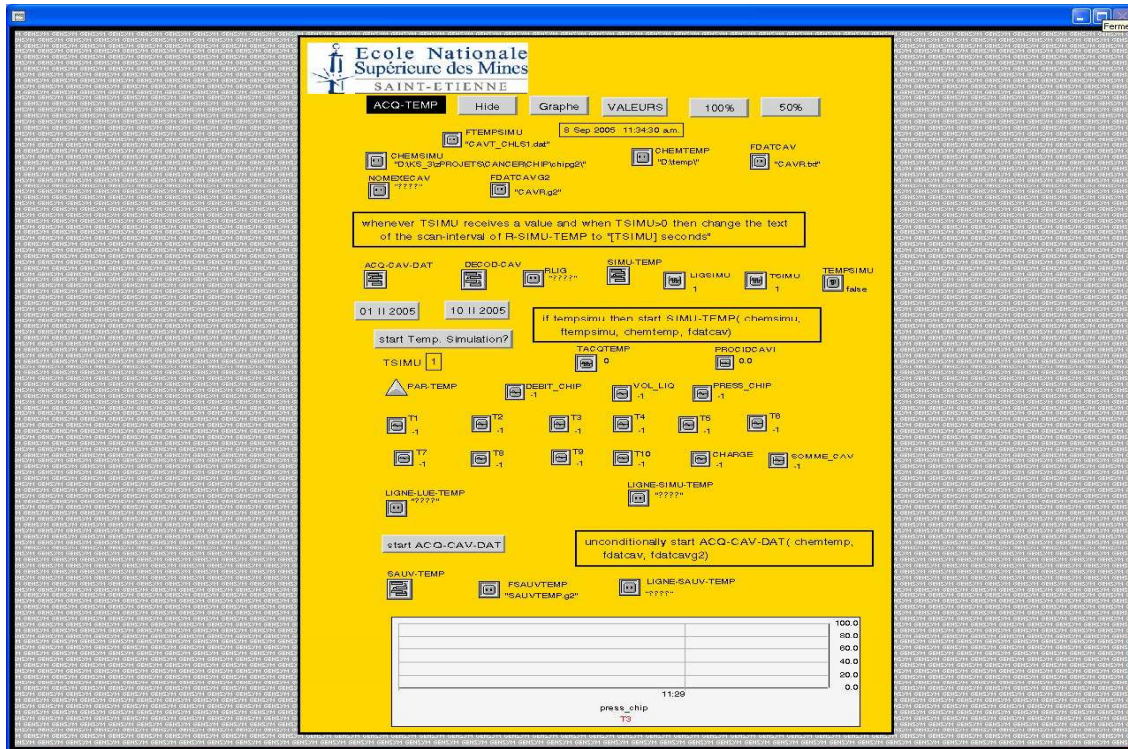 Ferme
Ecole Nationale
Supérieure des Mines
SAINT-ETIENNE
ACQ-TEMP Hide Graphe VALEURS 100% 50%
FTEMPSIMU 8 Sep 2005 11:34:30 a.m.
"CAVT_CHLS1.dat"
CHEMSIMU CHEMTEMP FDATCAV
"D:\KS_3\zPROJETS\CANCER\CHIP\chipg2\" "D:\temp\" "CAVR.txt"
NOMEXECAV FDATCAVG2
"????" "CAVR.g2"
whenever TSIMU receives a value and when TSIMU>0 then change the text
of the scan-interval of R-SIMU-TEMP to "[TSIMU] seconds"
ACQ-CAV-DAT DECOD-CAV RLIG SIMU-TEMP LIGSIMU TSIMU TEMPSIMU
"????" 1 1 false
01 II 2005 10 II 2005
if tempsimu then start SIMU-TEMP( chemsimu,
ftempsimu, chemtemp, fdatcav)
start Temp. Simulation?
TSIMU 1
TACQTEMP PROCIDCAVI
0 0.0
PAR-TEMP DEBIT_CHIP VOL_LIQ PRESS_CHIP
-1 -1 -1
T1 T2 T3 T4 T5 T6
-1 -1 -1 -1 -1 -1
T7 T8 T9 T10 CHARGE SOMME_CAV
-1 -1 -1 -1 -1 -1
LIGNE-LUE-TEMP LIGNE-SIMU-TEMP
"????" "????"
start ACQ-CAV-DAT
unconditionally start ACQ-CAV-DAT( chemtemp,
fdatcav, fdatcavg2)
SAUV-TEMP FSAUVTEMP LIGNE-SAUV-TEMP
"SAUVTEMP.g2" "????"
100.0
80.0
60.0
40.0
20.0
0.0
11:29
press_chip
T3